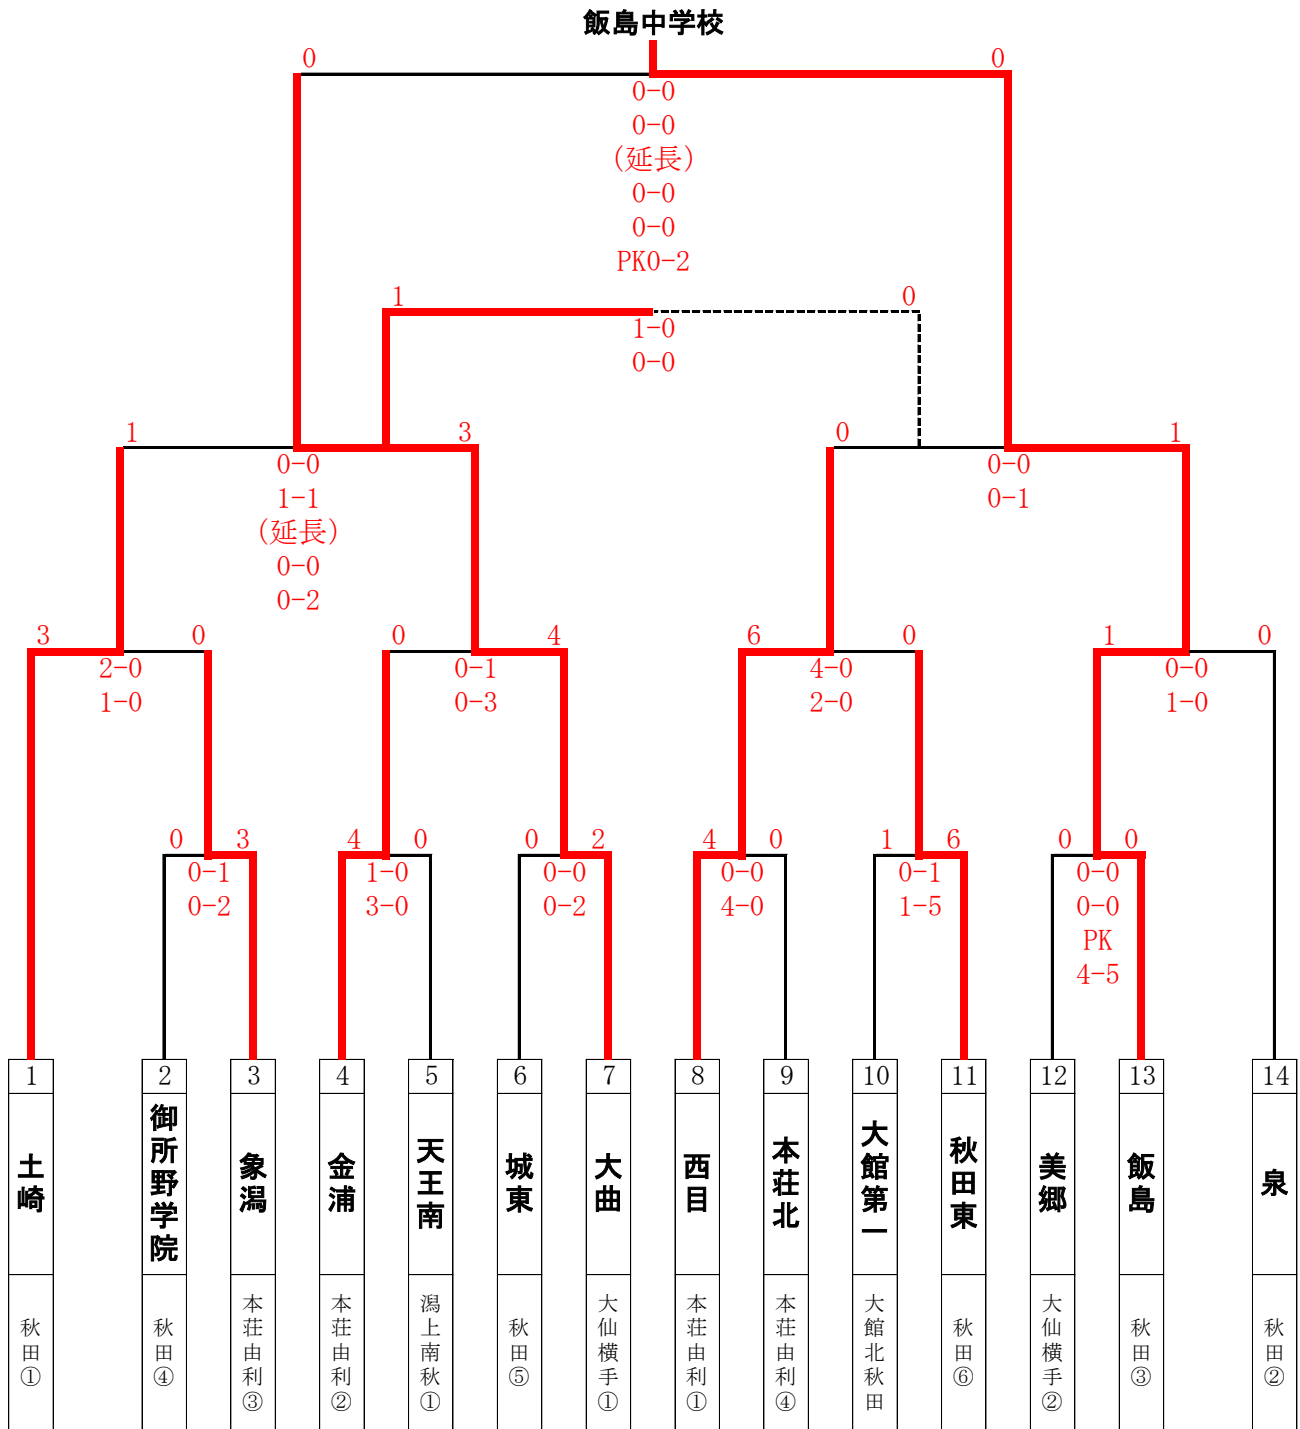 飯島中学校
0 0
0-0
0-0
(延長)
0-0
0-0
PK0-2
1 0
1-0
0-0
1 3 0 1
0-0
1-1
(延長)
0-0
0-2
0-0
0-1
3 0 0 4 6 0 1 0
2-0
1-0
0-1
0-3
4-0
2-0
0-0
1-0
0 3 4 0 0 2 4 0 1 6 0 0
0-1
0-2
1-0
3-0
0-0
0-2
0-0
4-0
0-1
1-5
0-0
0-0
PK
4-5
1
土崎
秋田①
2
御所野学院
秋田④
3
象潟
本荘由利③
4
金浦
本荘由利②
5
天王南
潟上南秋①
6
城東
秋田⑤
7
大曲
大仙横手①
8
西目
本荘由利①
9
本荘北
本荘由利④
10
大館第一
大館北秋田
11
秋田東
秋田⑥
12
美郷
大仙横手②
13
飯島
秋田③
14
泉
秋田②